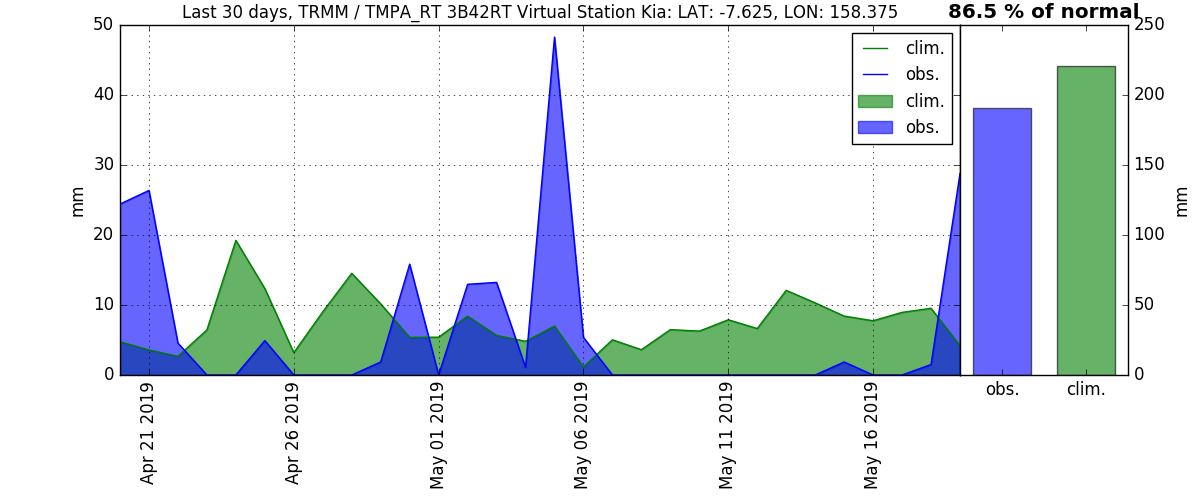 Last 30 days, TRMM / TMPA_RT 3B42RT Virtual Station Kia: LAT: -7.625, LON: 158.375
86.5 % of normal
50
40
30
20
10
0
mm
clim.
obs.
clim.
obs.
250
200
150
100
50
0
mm
Apr 21 2019
Apr 26 2019
May 01 2019
May 06 2019
May 11 2019
May 16 2019
obs.
clim.